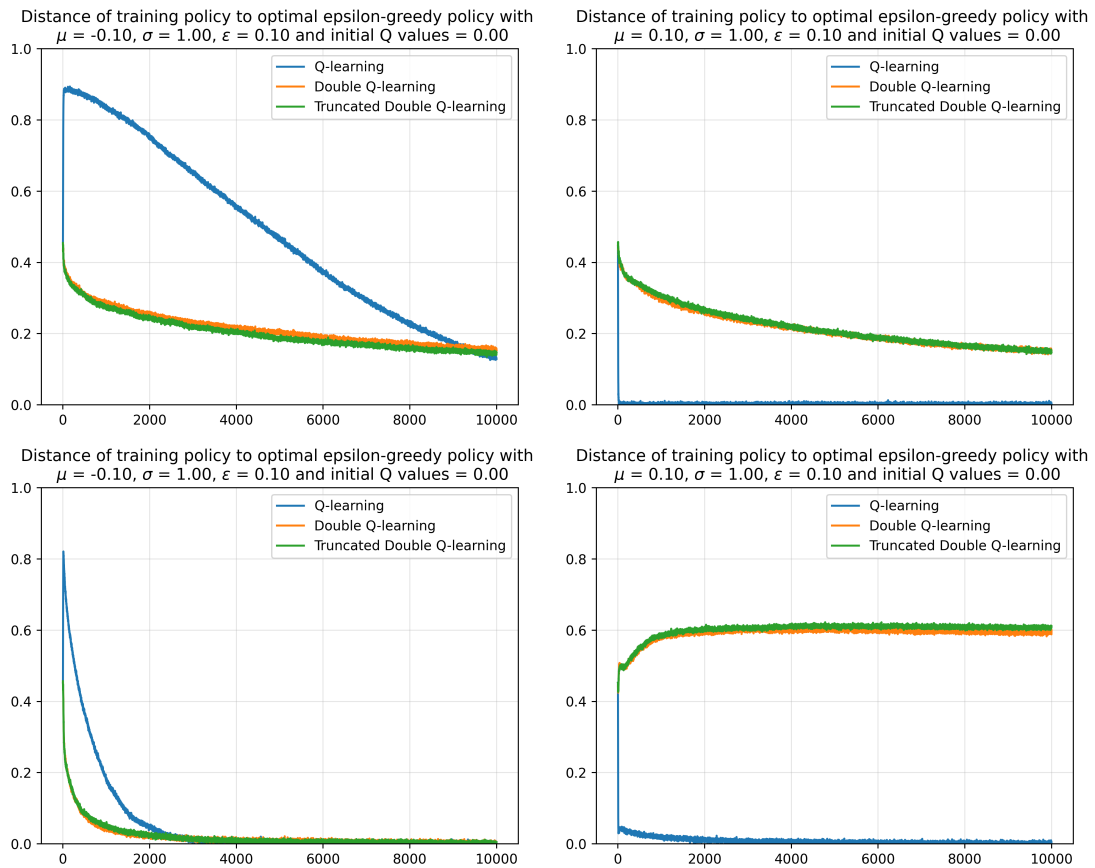 Distance of training policy to optimal epsilon-greedy policy with
μ = -0.10, σ = 1.00, ε = 0.10 and initial Q values = 0.00
1.0
0.8
0.6
0.4
0.2
0.0
Q-learning
Double Q-learning
Truncated Double Q-learning
0 2000 4000 6000 8000 10000
Distance of training policy to optimal epsilon-greedy policy with
μ = 0.10, σ = 1.00, ε = 0.10 and initial Q values = 0.00
1.0
0.8
0.6
0.4
0.2
0.0
Q-learning
Double Q-learning
Truncated Double Q-learning
0 2000 4000 6000 8000 10000
Distance of training policy to optimal epsilon-greedy policy with
μ = -0.10, σ = 1.00, ε = 0.10 and initial Q values = 0.00
1.0
0.8
0.6
0.4
0.2
0.0
Q-learning
Double Q-learning
Truncated Double Q-learning
0 2000 4000 6000 8000 10000
Distance of training policy to optimal epsilon-greedy policy with
μ = 0.10, σ = 1.00, ε = 0.10 and initial Q values = 0.00
1.0
0.8
0.6
0.4
0.2
0.0
Q-learning
Double Q-learning
Truncated Double Q-learning
0 2000 4000 6000 8000 10000